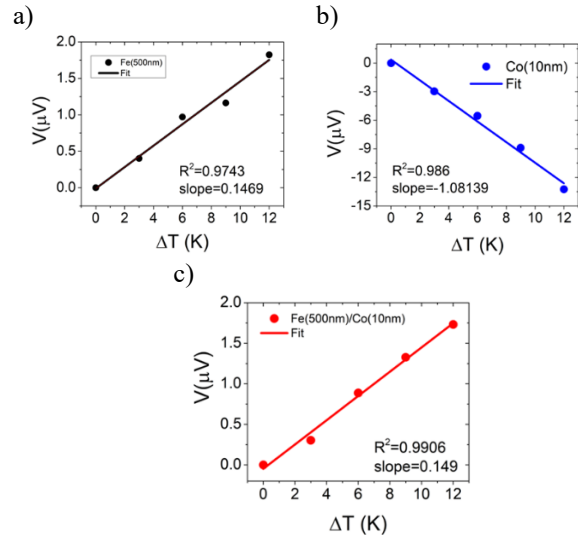 a)
2.0
1.5
1.0
0.5
0.0
V(μV)
Fe(500nm)
Fit
R²=0.9743
slope=0.1469
0 2 4 6 8 10 12
ΔT (K)
b)
0
-3
-6
-9
-12
-15
V(μV)
Co(10nm)
Fit
R²=0.986
slope=-1.08139
0 2 4 6 8 10 12
ΔT (K)
c)
2.0
1.5
1.0
0.5
0.0
V(μV)
Fe(500nm)/Co(10nm)
Fit
R²=0.9906
slope=0.149
0 2 4 6 8 10 12
ΔT (K)